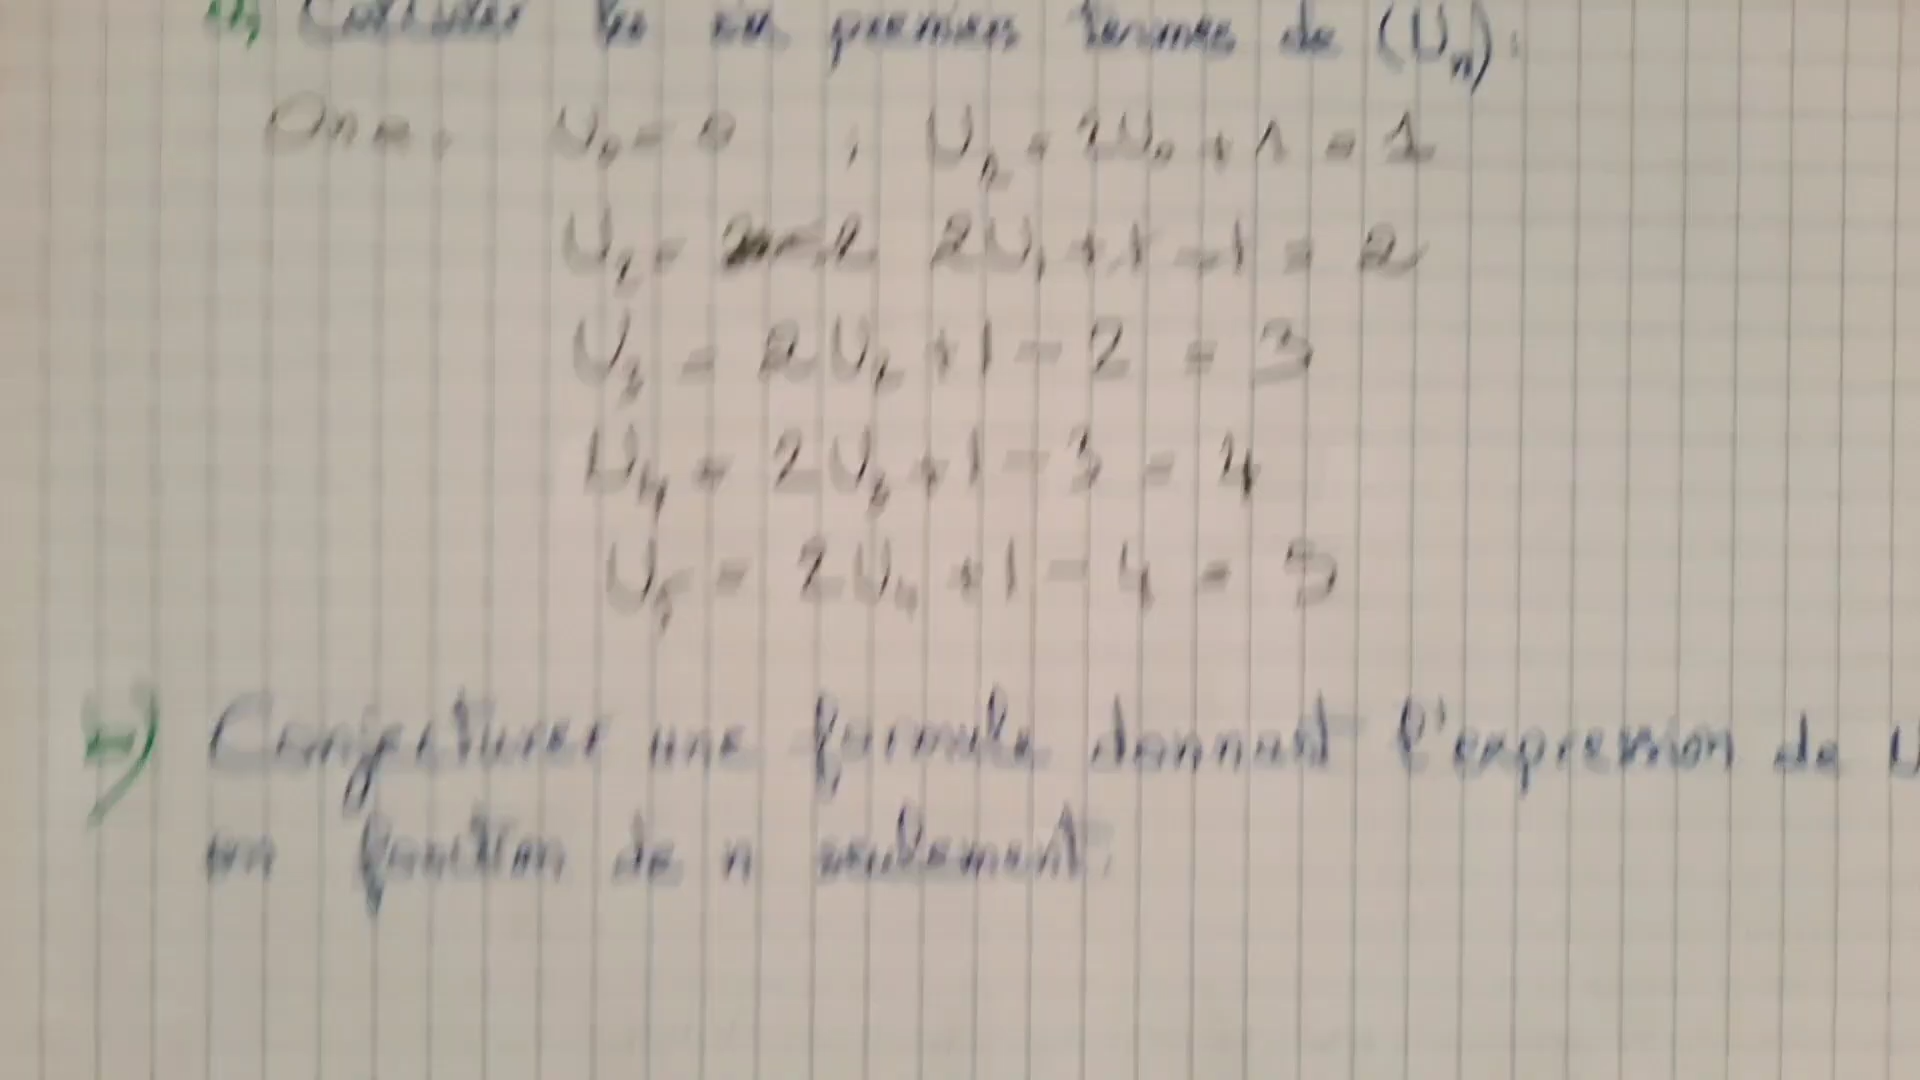 Calculer les six premiers termes de (Uₙ):
On a: U₀ = 0 , U₁ = 2U₀ + 1 = 1
U₂ = 2U₁ + 1 - 1 = 2
U₃ = 2U₂ + 1 - 2 = 3
U₄ = 2U₃ + 1 - 3 = 4
U₅ = 2U₄ + 1 - 4 = 5
Conjecturer une formule donnant l'expression de U
en fonction de n seulement.